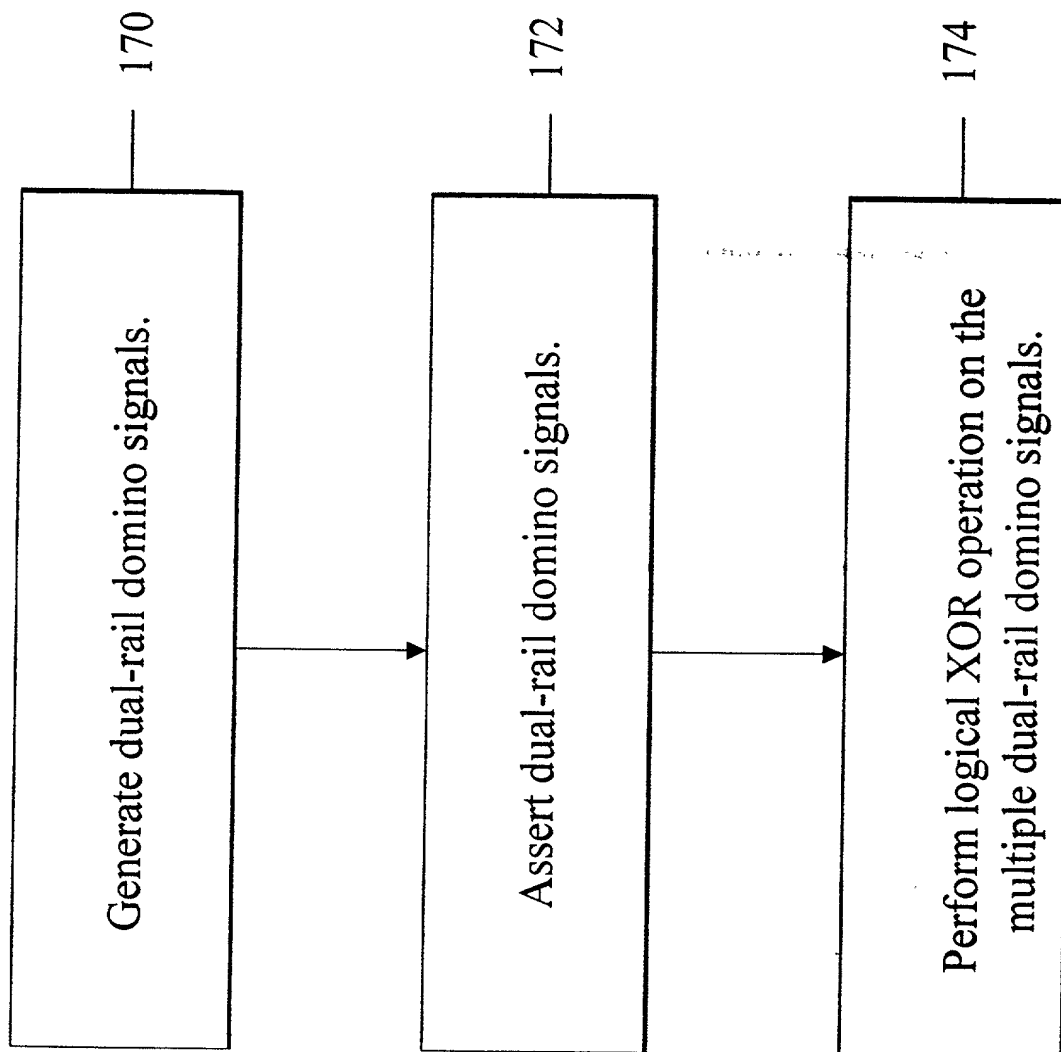 Generate dual-rail domino signals.
170
Assert dual-rail domino signals.
172
Perform logical XOR operation on the
multiple dual-rail domino signals.
174